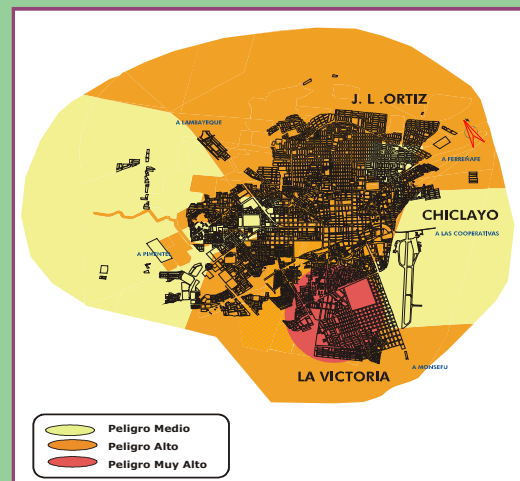 J. L .ORTIZ
A LAMBAYEQUE
A FERREÑAFE
CHICLAYO
A LAS COOPERATIVAS
A PIMENTEL
A MONSEFU
LA VICTORIA
Peligro Medio
Peligro Alto
Peligro Muy Alto